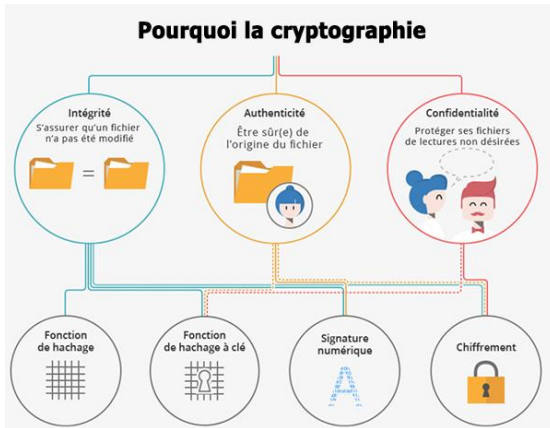 Pourquoi la cryptographie
Intégrité
S'assurer qu'un fichier
n'a pas été modifié
=
Authenticité
Être sûr(e) de
l'origine du fichier
Confidentialité
Protéger ses fichiers
de lectures non désirées
Fonction
de hachage
Fonction
de hachage à clé
Signature
numérique
Chiffrement